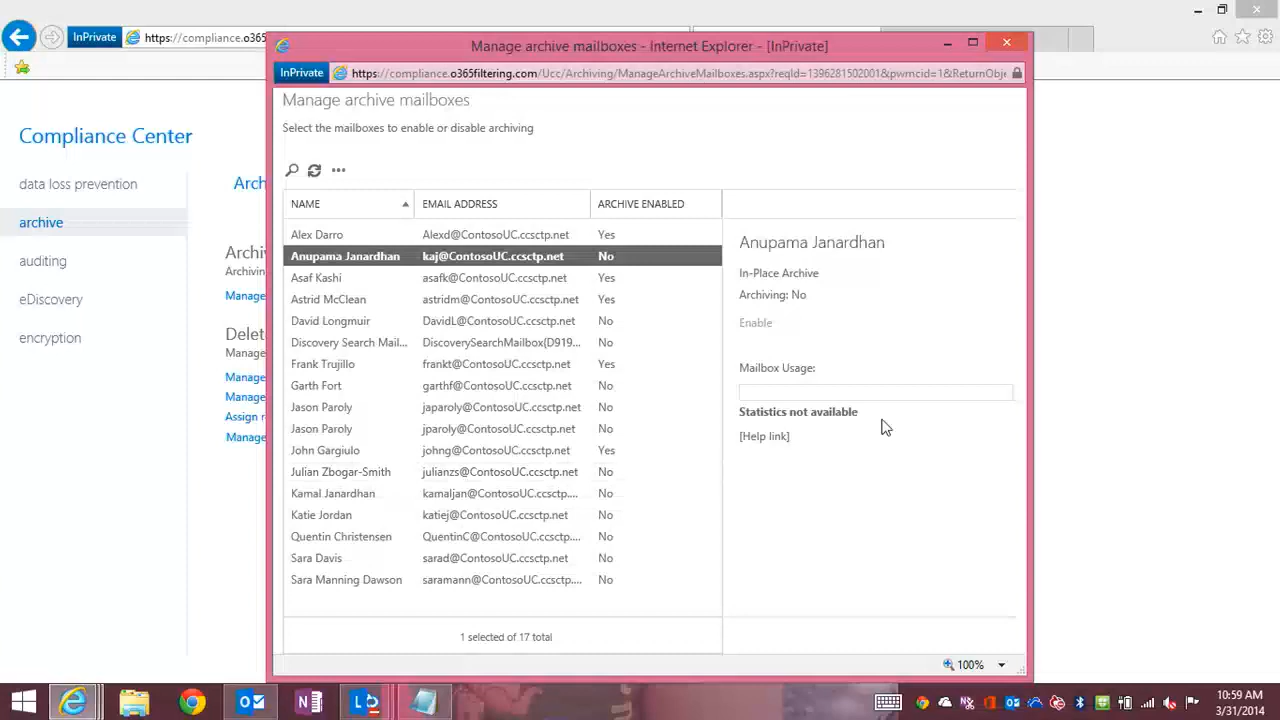 Manage archive mailboxes - Internet Explorer - [InPrivate]
InPrivate https://compliance.o365
InPrivate https://compliance.o365filtering.com/Ucc/Archiving/ManageArchiveMailboxes.aspx?reqId=1396281502001&pwrmcid=1&ReturnObje
Compliance Center
data loss prevention
archive
auditing
eDiscovery
encryption
Arch
Archiv
Archiving
Manage
Delet
Manage
Manage
Manage
Assign r
Manage
Manage archive mailboxes
Select the mailboxes to enable or disable archiving
NAME EMAIL ADDRESS ARCHIVE ENABLED
Alex Darro Alexd@ContosoUC.ccsctp.net Yes
Anupama Janardhan kaj@ContosoUC.ccsctp.net No
Asaf Kashi asafk@ContosoUC.ccsctp.net Yes
Astrid McClean astridm@ContosoUC.ccsctp.net Yes
David Longmuir DavidL@ContosoUC.ccsctp.net No
Discovery Search Mail... DiscoverySearchMailbox{D919... No
Frank Trujillo frankt@ContosoUC.ccsctp.net Yes
Garth Fort garthf@ContosoUC.ccsctp.net No
Jason Paroly japaroly@ContosoUC.ccsctp.net No
Jason Paroly jparoly@ContosoUC.ccsctp.net No
John Gargiulo johng@ContosoUC.ccsctp.net Yes
Julian Zbogar-Smith julianzs@ContosoUC.ccsctp.net No
Kamal Janardhan kamaljan@ContosoUC.ccsctp.... No
Katie Jordan katiej@ContosoUC.ccsctp.net No
Quentin Christensen QuentinC@ContosoUC.ccsctp.... No
Sara Davis sarad@ContosoUC.ccsctp.net No
Sara Manning Dawson saramann@ContosoUC.ccsctp.... No
1 selected of 17 total
Anupama Janardhan
In-Place Archive
Archiving: No
Enable
Mailbox Usage:
Statistics not available
[Help link]
100%
10:59 AM
3/31/2014